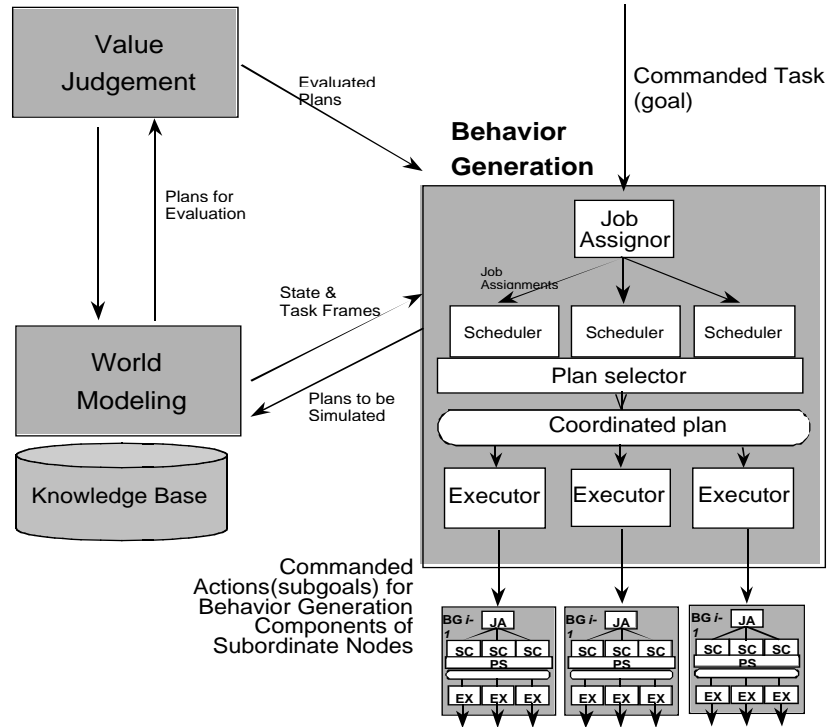 Value
Judgement
Evaluated
Plans
Commanded Task
(goal)
Behavior
Generation
Plans for
Evaluation
Job
Assignor
Job
Assignments
State &
Task Frames
Scheduler
Scheduler
Scheduler
World
Modeling
Plan selector
Plans to be
Simulated
Coordinated plan
Knowledge Base
Executor
Executor
Executor
Commanded
Actions(subgoals) for
Behavior Generation
Components of
Subordinate Nodes
BG i-
1
JA
SC SC SC
PS
EX EX EX
BG i-
1
JA
SC SC SC
PS
EX EX EX
BG i-
1
JA
SC SC SC
PS
EX EX EX